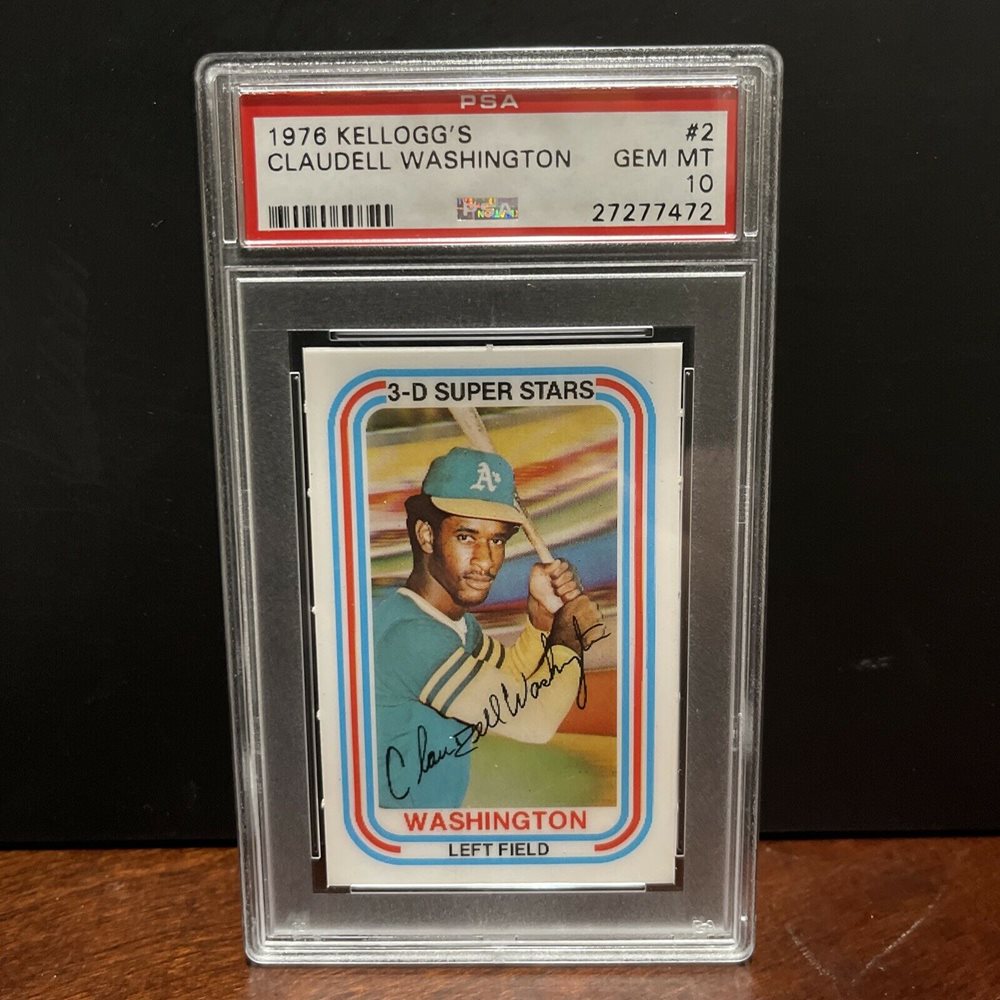 PSA
1976 KELLOGG'S #2
CLAUDELL WASHINGTON GEM MT
10
27277472
3-D SUPER STARS
A's
Claudell Washington
WASHINGTON
LEFT FIELD